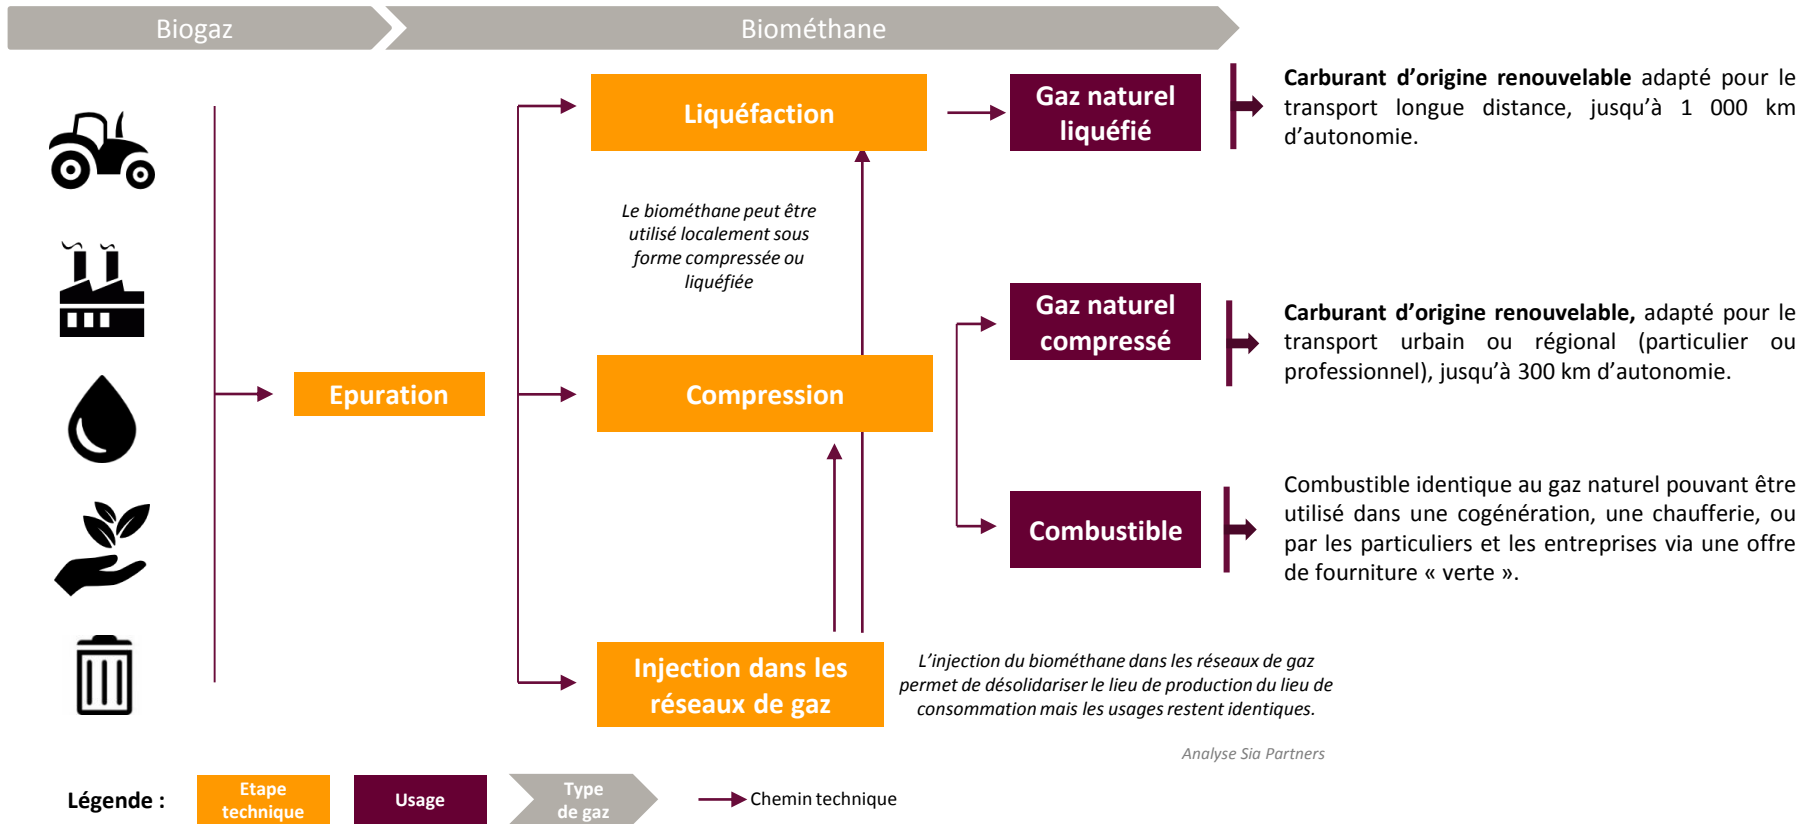 Biogaz
Biométhane
Liquéfaction
Gaz naturel
liquéfié
Carburant d'origine renouvelable adapté pour le
transport longue distance, jusqu'à 1 000 km
d'autonomie.
Le biométhane peut être
utilisé localement sous
forme compressée ou
liquéfiée
Gaz naturel
compressé
Carburant d'origine renouvelable, adapté pour le
transport urbain ou régional (particulier ou
professionnel), jusqu'à 300 km d'autonomie.
Epuration
Compression
Combustible
Combustible identique au gaz naturel pouvant être
utilisé dans une cogénération, une chaufferie, ou
par les particuliers et les entreprises via une offre
de fourniture « verte ».
Injection dans les
réseaux de gaz
L'injection du biométhane dans les réseaux de gaz
permet de désolidariser le lieu de production du lieu de
consommation mais les usages restent identiques.
Analyse Sia Partners
Légende :
Etape
technique
Usage
Type
de gaz
Chemin technique